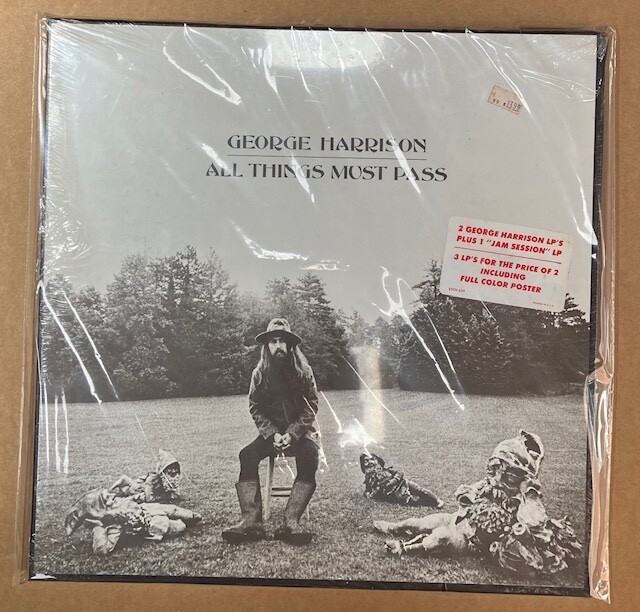 GEORGE HARRISON
ALL THINGS MUST PASS
2 GEORGE HARRISON LP'S
PLUS 1 "JAM SESSION" LP
3 LP'S FOR THE PRICE OF 2
INCLUDING
FULL COLOR POSTER